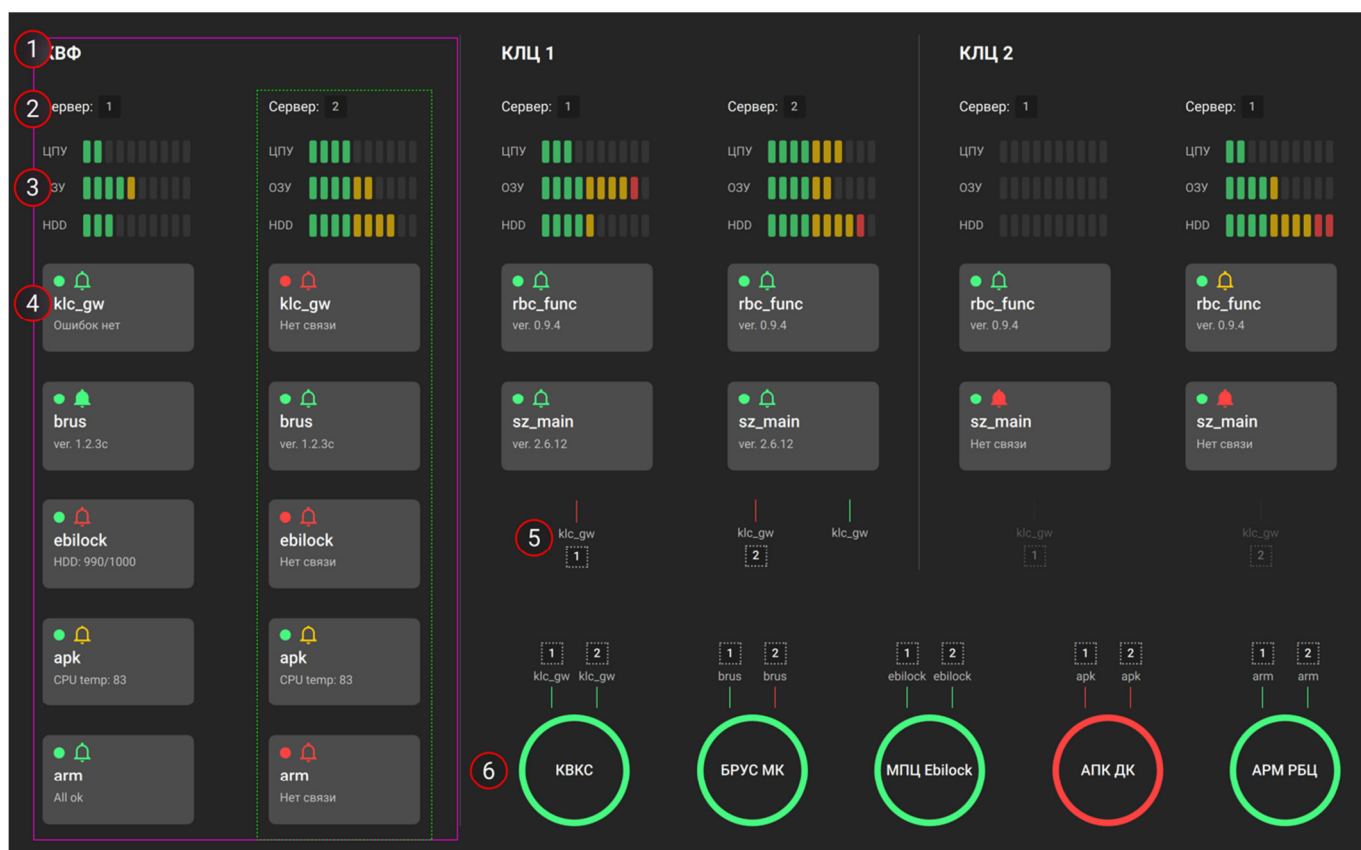 1 КВФ
КЛЦ 1
КЛЦ 2
2 Сервер: 1
Сервер: 2
Сервер: 1
Сервер: 2
Сервер: 1
Сервер: 1
ЦПУ
ЦПУ
ЦПУ
ЦПУ
ЦПУ
ЦПУ
3 ОЗУ
ОЗУ
ОЗУ
ОЗУ
ОЗУ
ОЗУ
HDD
HDD
HDD
HDD
HDD
HDD
4
klc_gw
Ошибок нет
klc_gw
Нет связи
rbc_func
ver. 0.9.4
rbc_func
ver. 0.9.4
rbc_func
ver. 0.9.4
rbc_func
ver. 0.9.4
brus
ver. 1.2.3c
brus
ver. 1.2.3c
sz_main
ver. 2.6.12
sz_main
ver. 2.6.12
sz_main
Нет связи
sz_main
Нет связи
ebilock
HDD: 990/1000
ebilock
Нет связи
5
klc_gw
1
klc_gw
2
klc_gw
klc_gw
1
klc_gw
2
apk
CPU temp: 83
apk
CPU temp: 83
1 2
klc_gw klc_gw
1 2
brus brus
1 2
ebilock ebilock
1 2
apk apk
1 2
arm arm
arm
All ok
arm
Нет связи
6
КВКС
БРУС МК
МПЦ Ebilock
АПК ДК
АРМ РБЦ